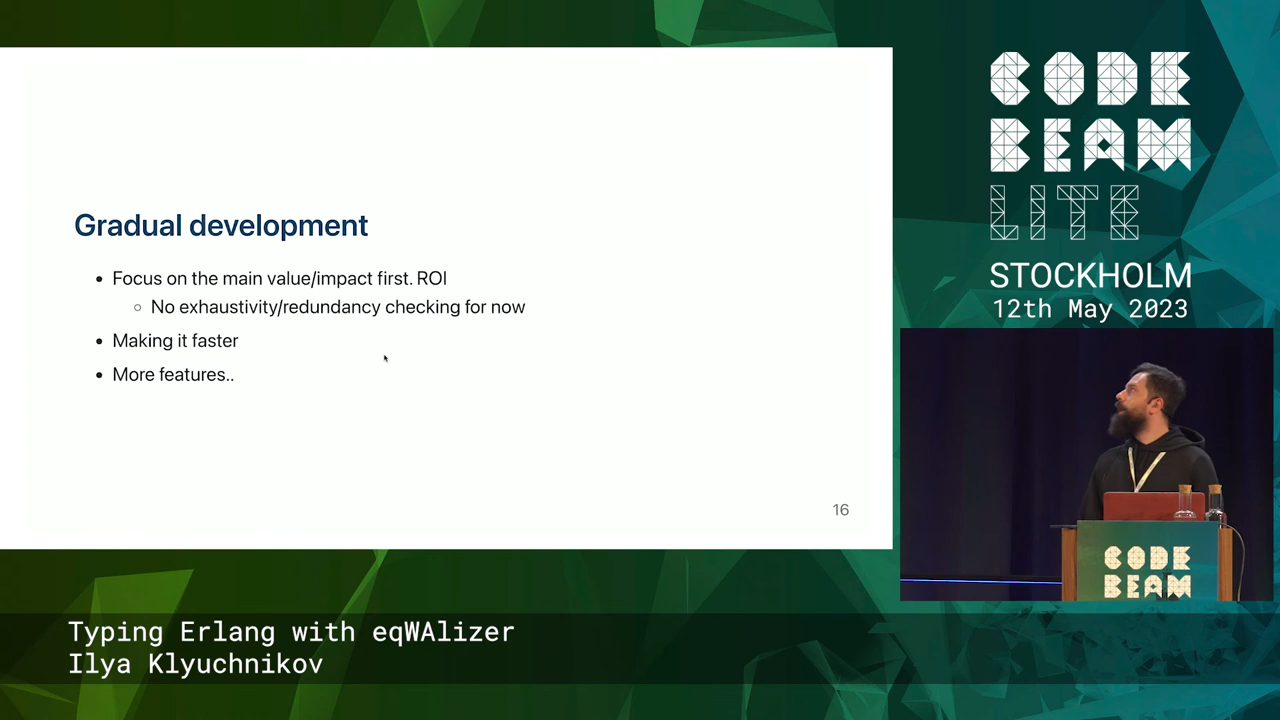 Gradual development
• Focus on the main value/impact first. ROI
○ No exhaustivity/redundancy checking for now
• Making it faster
• More features..
16
CODE
BEAM
LITE
STOCKHOLM
12th May 2023
CODE
BEAM
Typing Erlang with eqWAlizer
Ilya Klyuchnikov